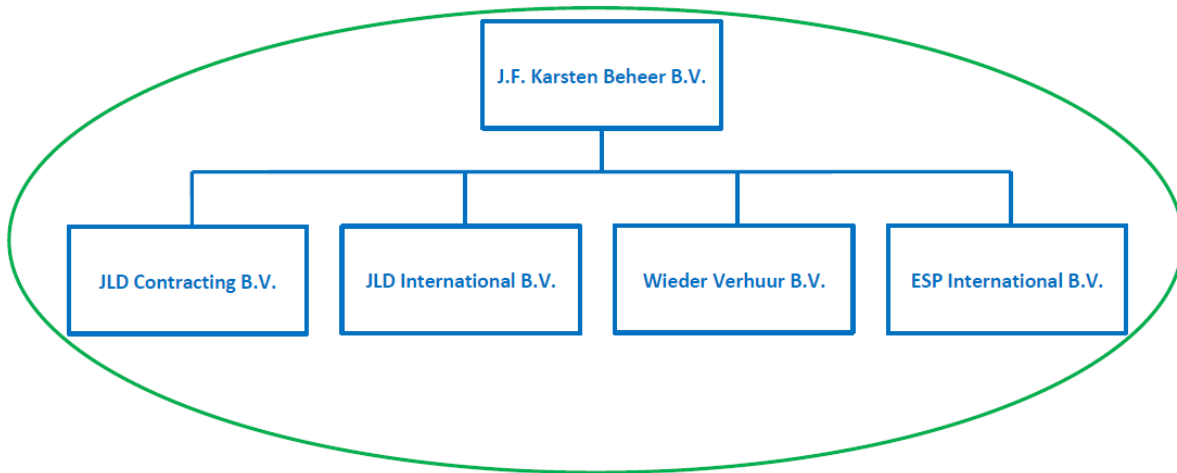 J.F. Karsten Beheer B.V.
JLD Contracting B.V.
JLD International B.V.
Wieder Verhuur B.V.
ESP International B.V.